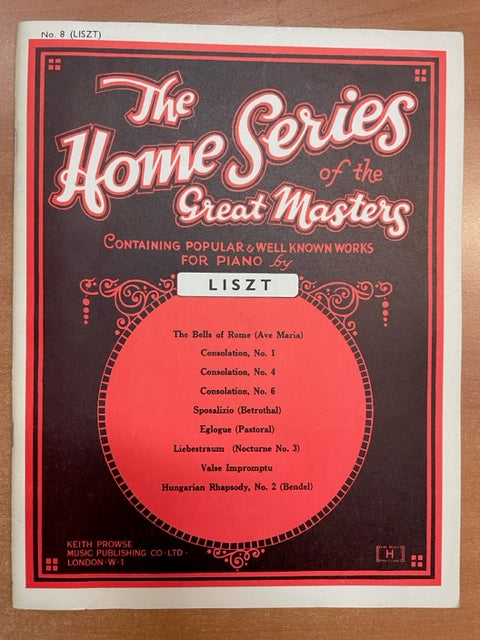 No. 8 (LISZT)
The
Home Series
of the
Great Masters
CONTAINING POPULAR & WELL KNOWN WORKS
FOR PIANO by
LISZT
The Bells of Rome (Ave Maria)
Consolation, No. 1
Consolation, No. 4
Consolation, No. 6
Sposalizio (Betrothal)
Eglogue (Pastoral)
Liebestraum (Nocturne No. 3)
Valse Impromptu
Hungarian Rhapsody, No. 2 (Bendel)
KEITH PROWSE
MUSIC PUBLISHING CO·LTD·
LONDON·W·1
H